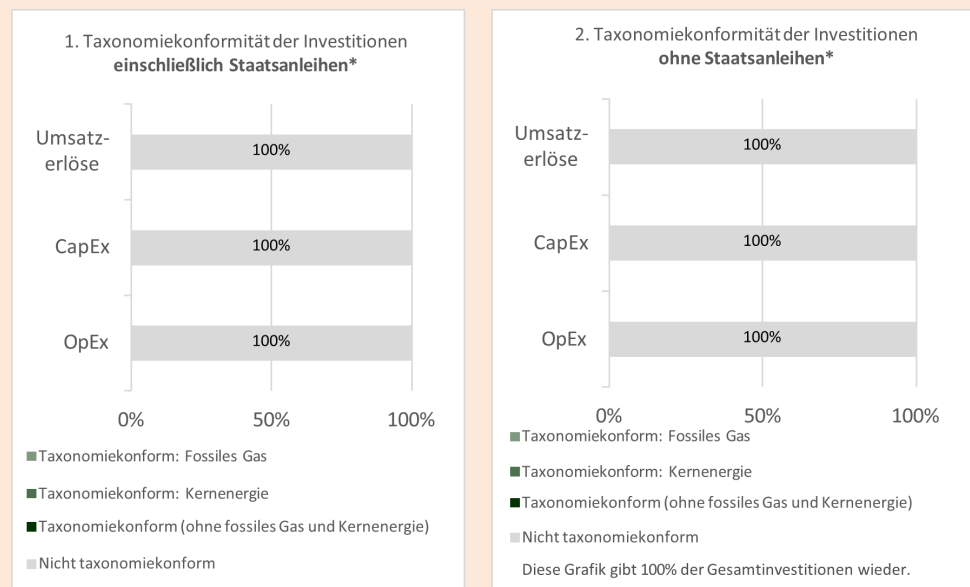 1. Taxonomiekonformität der Investitionen
einschließlich Staatsanleihen*
Umsatz-
erlöse
100%
CapEx
100%
OpEx
100%
0%
50%
100%
Taxonomiekonform: Fossiles Gas
Taxonomiekonform: Kernenergie
Taxonomiekonform (ohne fossiles Gas und Kernenergie)
Nicht taxonomiekonform
2. Taxonomiekonformität der Investitionen
ohne Staatsanleihen*
Umsatz-
erlöse
100%
CapEx
100%
OpEx
100%
0%
50%
100%
Taxonomiekonform: Fossiles Gas
Taxonomiekonform: Kernenergie
Taxonomiekonform (ohne fossiles Gas und Kernenergie)
Nicht taxonomiekonform
Diese Grafik gibt 100% der Gesamtinvestitionen wieder.